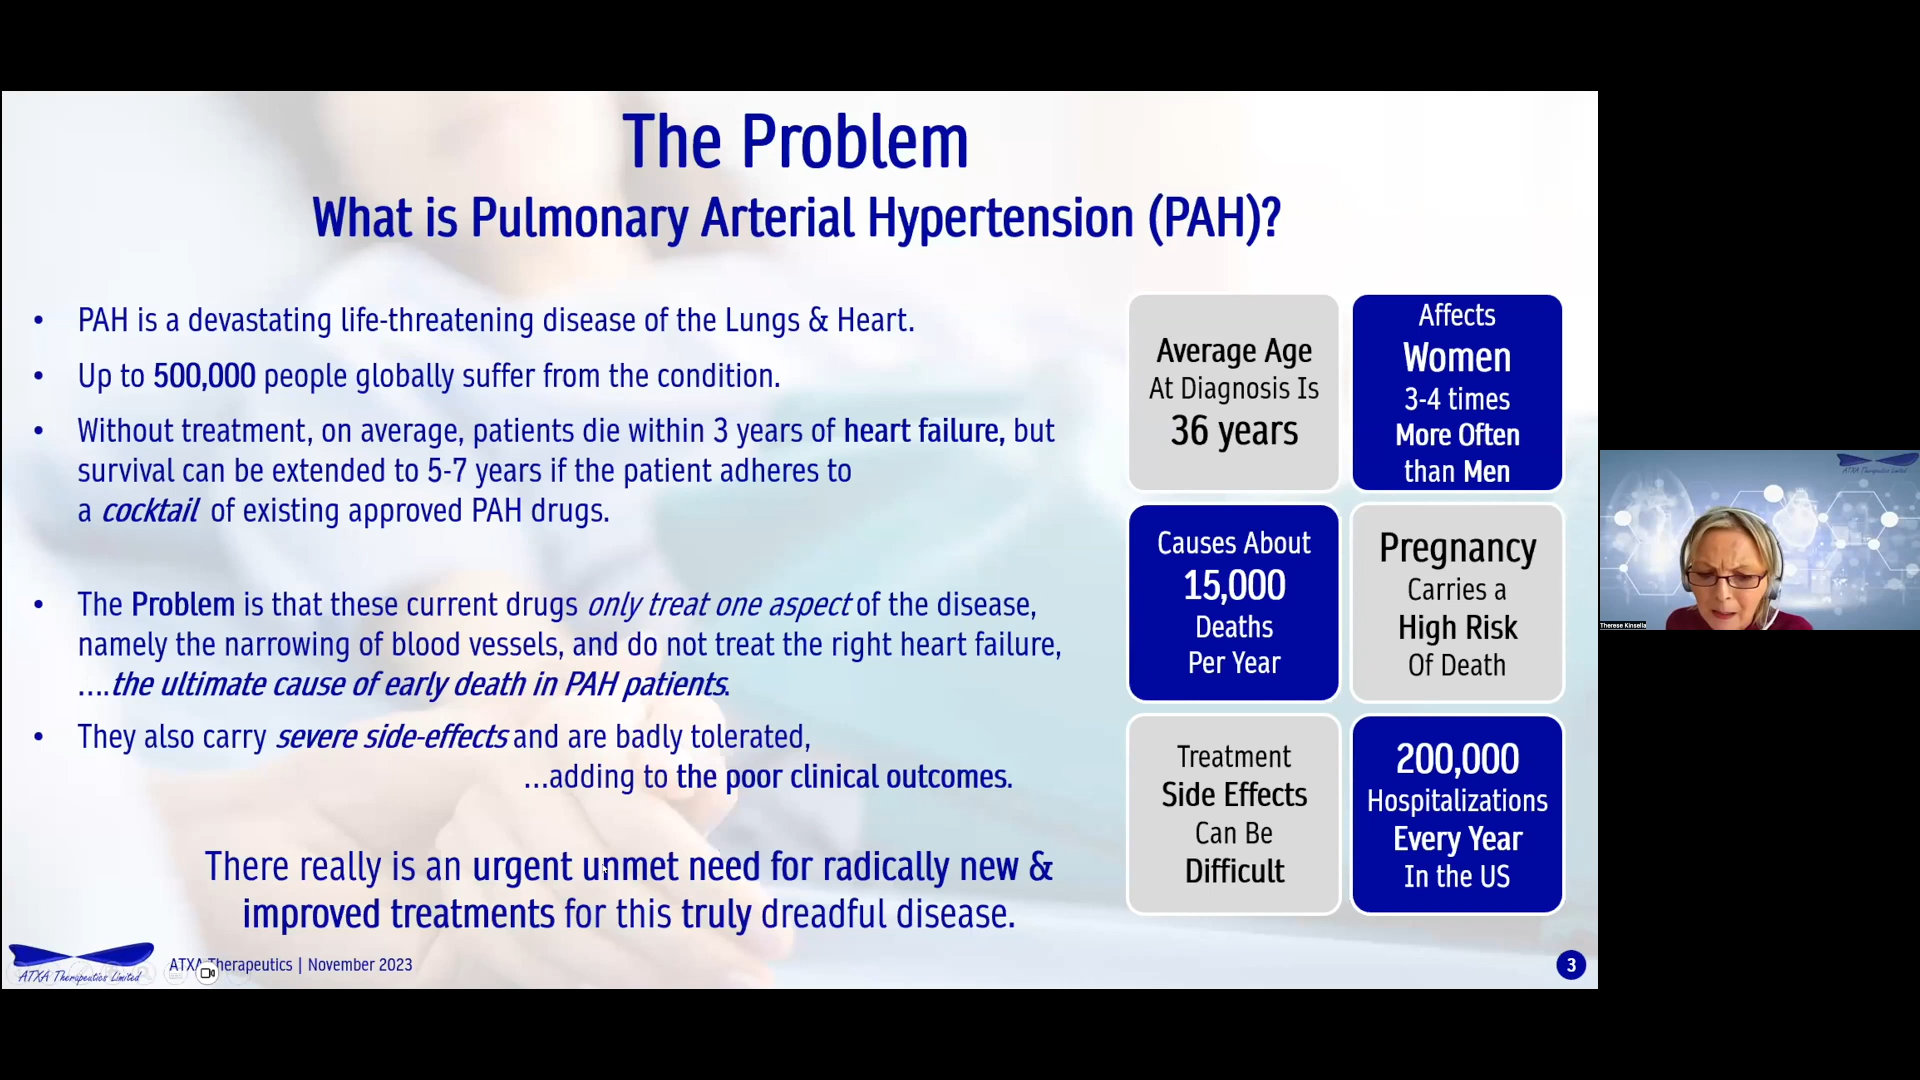 The Problem
What is Pulmonary Arterial Hypertension (PAH)?
• PAH is a devastating life-threatening disease of the Lungs & Heart.
• Up to 500,000 people globally suffer from the condition.
• Without treatment, on average, patients die within 3 years of heart failure, but
survival can be extended to 5-7 years if the patient adheres to
a cocktail of existing approved PAH drugs.
• The Problem is that these current drugs only treat one aspect of the disease,
namely the narrowing of blood vessels, and do not treat the right heart failure,
....the ultimate cause of early death in PAH patients.
• They also carry severe side-effects and are badly tolerated,
...adding to the poor clinical outcomes.
There really is an urgent unmet need for radically new &
improved treatments for this truly dreadful disease.
Average Age
At Diagnosis Is
36 years
Affects
Women
3-4 times
More Often
than Men
Causes About
15,000
Deaths
Per Year
Pregnancy
Carries a
High Risk
Of Death
Treatment
Side Effects
Can Be
Difficult
200,000
Hospitalizations
Every Year
In the US
ATXA Therapeutics Limited
ATXA Therapeutics | November 2023
3
ATXA Therapeutics Limited
Therese Kinsella